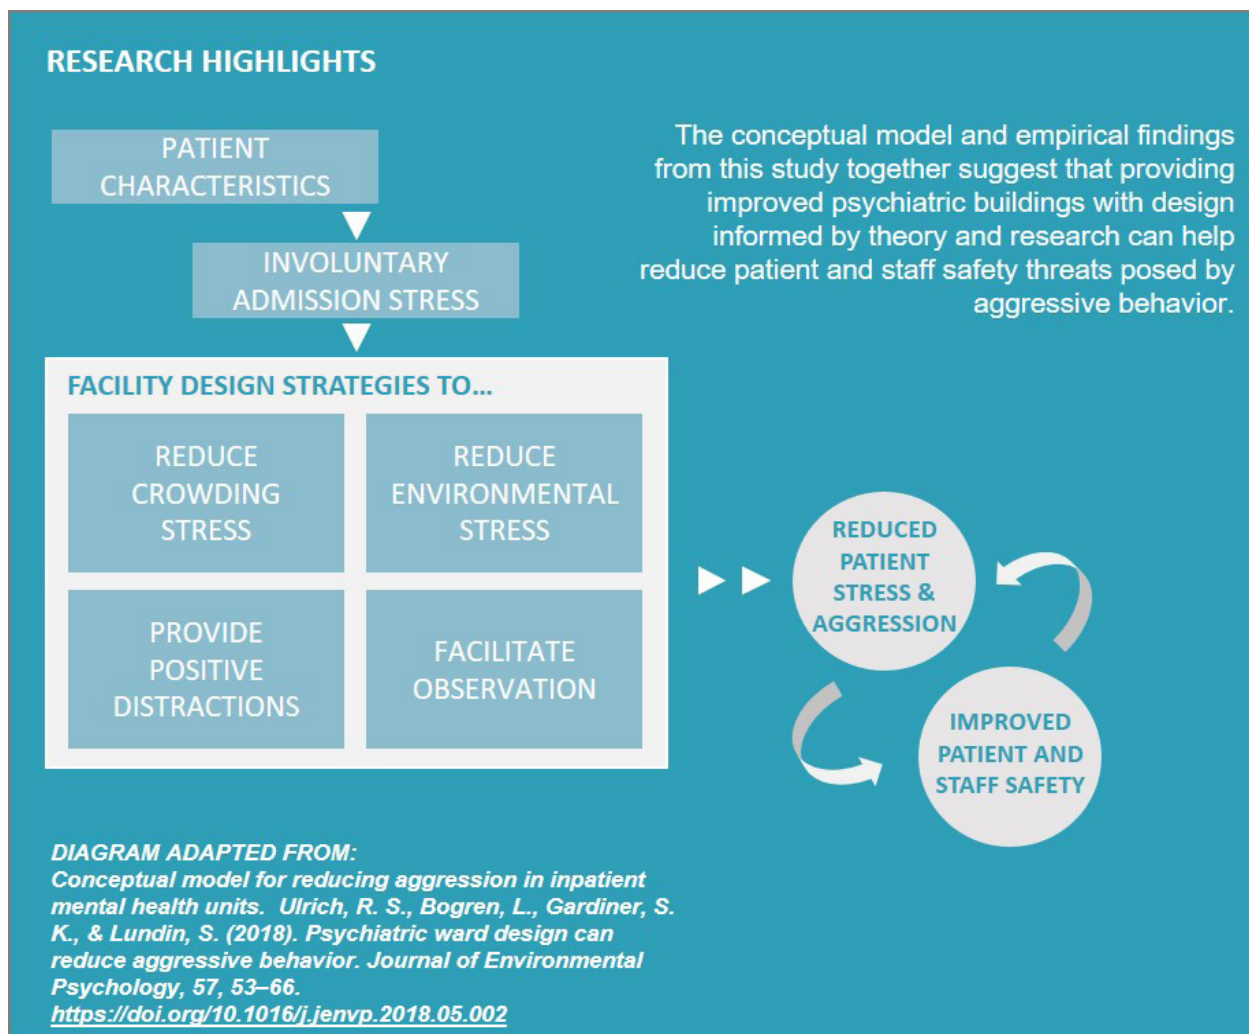 RESEARCH HIGHLIGHTS
PATIENT
CHARACTERISTICS
The conceptual model and empirical findings
from this study together suggest that providing
improved psychiatric buildings with design
informed by theory and research can help
reduce patient and staff safety threats posed by
aggressive behavior.
INVOLUNTARY
ADMISSION STRESS
FACILITY DESIGN STRATEGIES TO...
REDUCE
CROWDING
STRESS
REDUCE
ENVIRONMENTAL
STRESS
PROVIDE
POSITIVE
DISTRACTIONS
FACILITATE
OBSERVATION
REDUCED
PATIENT
STRESS &
AGGRESSION
IMPROVED
PATIENT AND
STAFF SAFETY
DIAGRAM ADAPTED FROM:
Conceptual model for reducing aggression in inpatient
mental health units.  Ulrich, R. S., Bogren, L., Gardiner, S.
K., & Lundin, S. (2018). Psychiatric ward design can
reduce aggressive behavior. Journal of Environmental
Psychology, 57, 53–66.
https://doi.org/10.1016/j.jenvp.2018.05.002